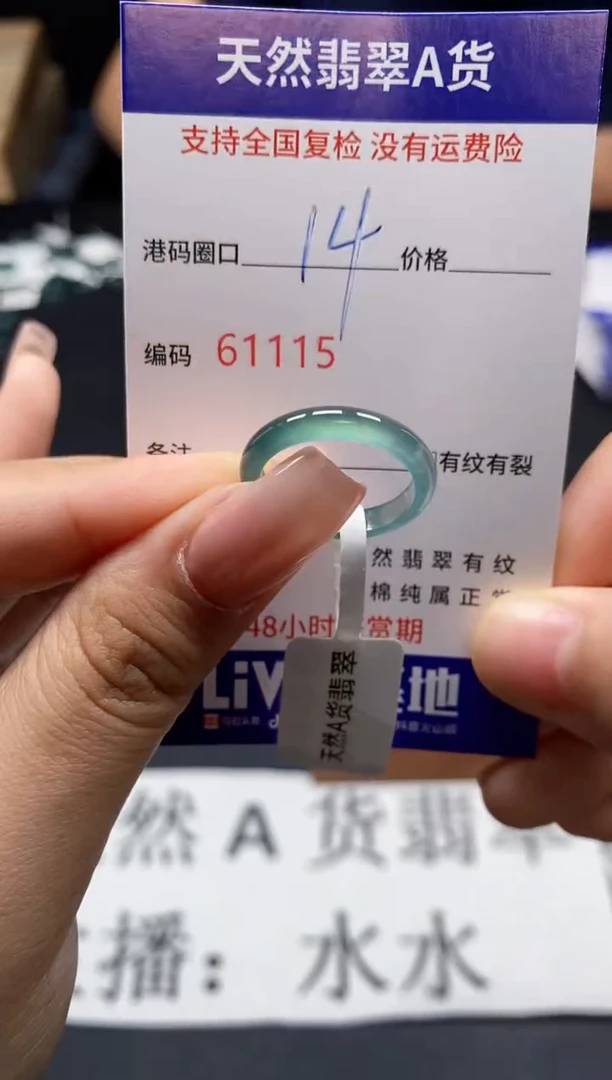 天然翡翠A货
支持全国复检 没有运费险
港码圈口 14 价格
编码 61115
有纹有裂
然翡翠有纹
棉纯属正
48小时 當期
LiV 地
天然A货翡翠
然A货翡
播：水水